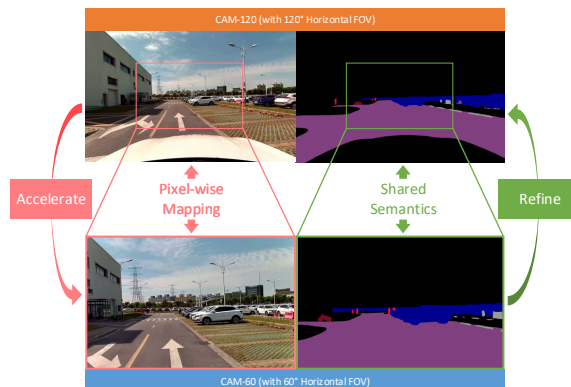 CAM-120 (with 120° Horizontal FOV)
Accelerate
Pixel-wise
Mapping
Shared
Semantics
Refine
CAM-60 (with 60° Horizontal FOV)